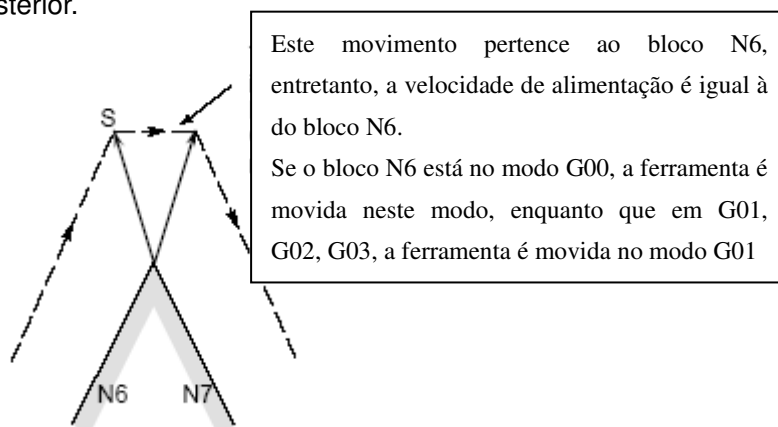 sterior.
Este movimento pertence ao bloco N6,
entretanto, a velocidade de alimentação é igual à
do bloco N6.
Se o bloco N6 está no modo G00, a ferramenta é
movida neste modo, enquanto que em G01,
G02, G03, a ferramenta é movida no modo G01
S
N6 N7